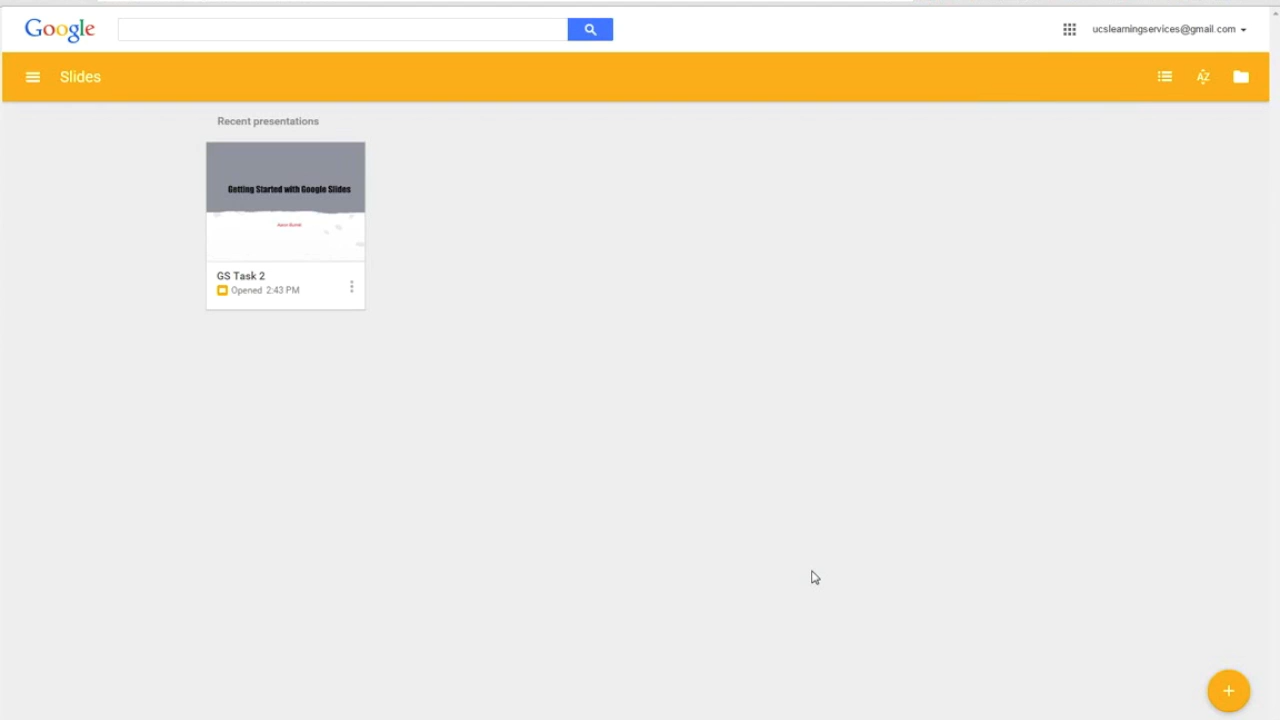 Google
ucslearningservices@gmail.com
Slides
AZ
Recent presentations
Getting Started with Google Slides
GS Task 2
Opened 2:43 PM